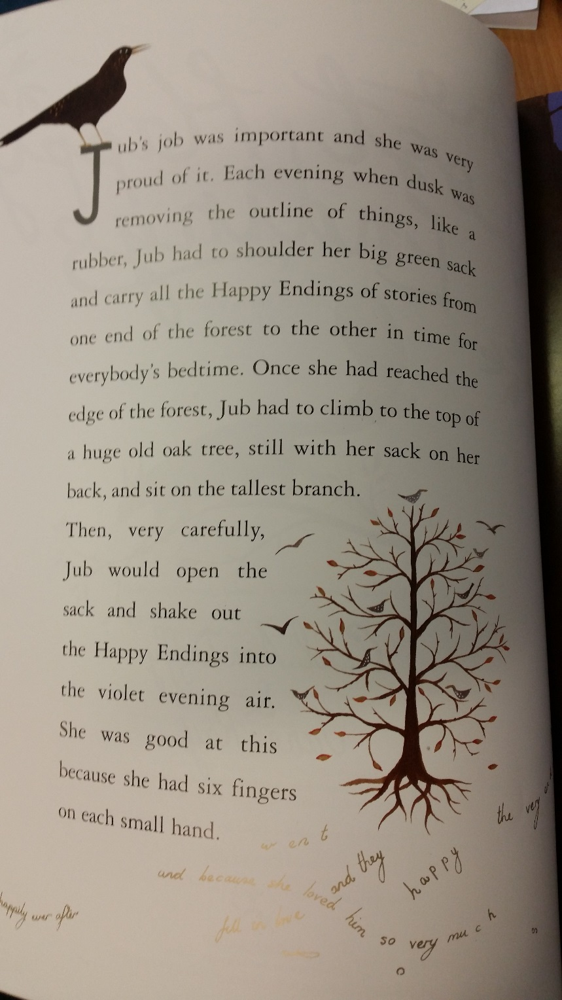 Jub's job was important and she was very
proud of it. Each evening when dusk was
removing the outline of things, like a
rubber, Jub had to shoulder her big green sack
and carry all the Happy Endings of stories from
one end of the forest to the other in time for
everybody's bedtime. Once she had reached the
edge of the forest, Jub had to climb to the top of
a huge old oak tree, still with her sack on her
back, and sit on the tallest branch.
Then, very carefully,
Jub would open the
sack and shake out
the Happy Endings into
the violet evening air.
She was good at this
because she had six fingers
on each small hand.
the very
went
and they
happy
and because she loved him so very much
happily ever after
fell in love